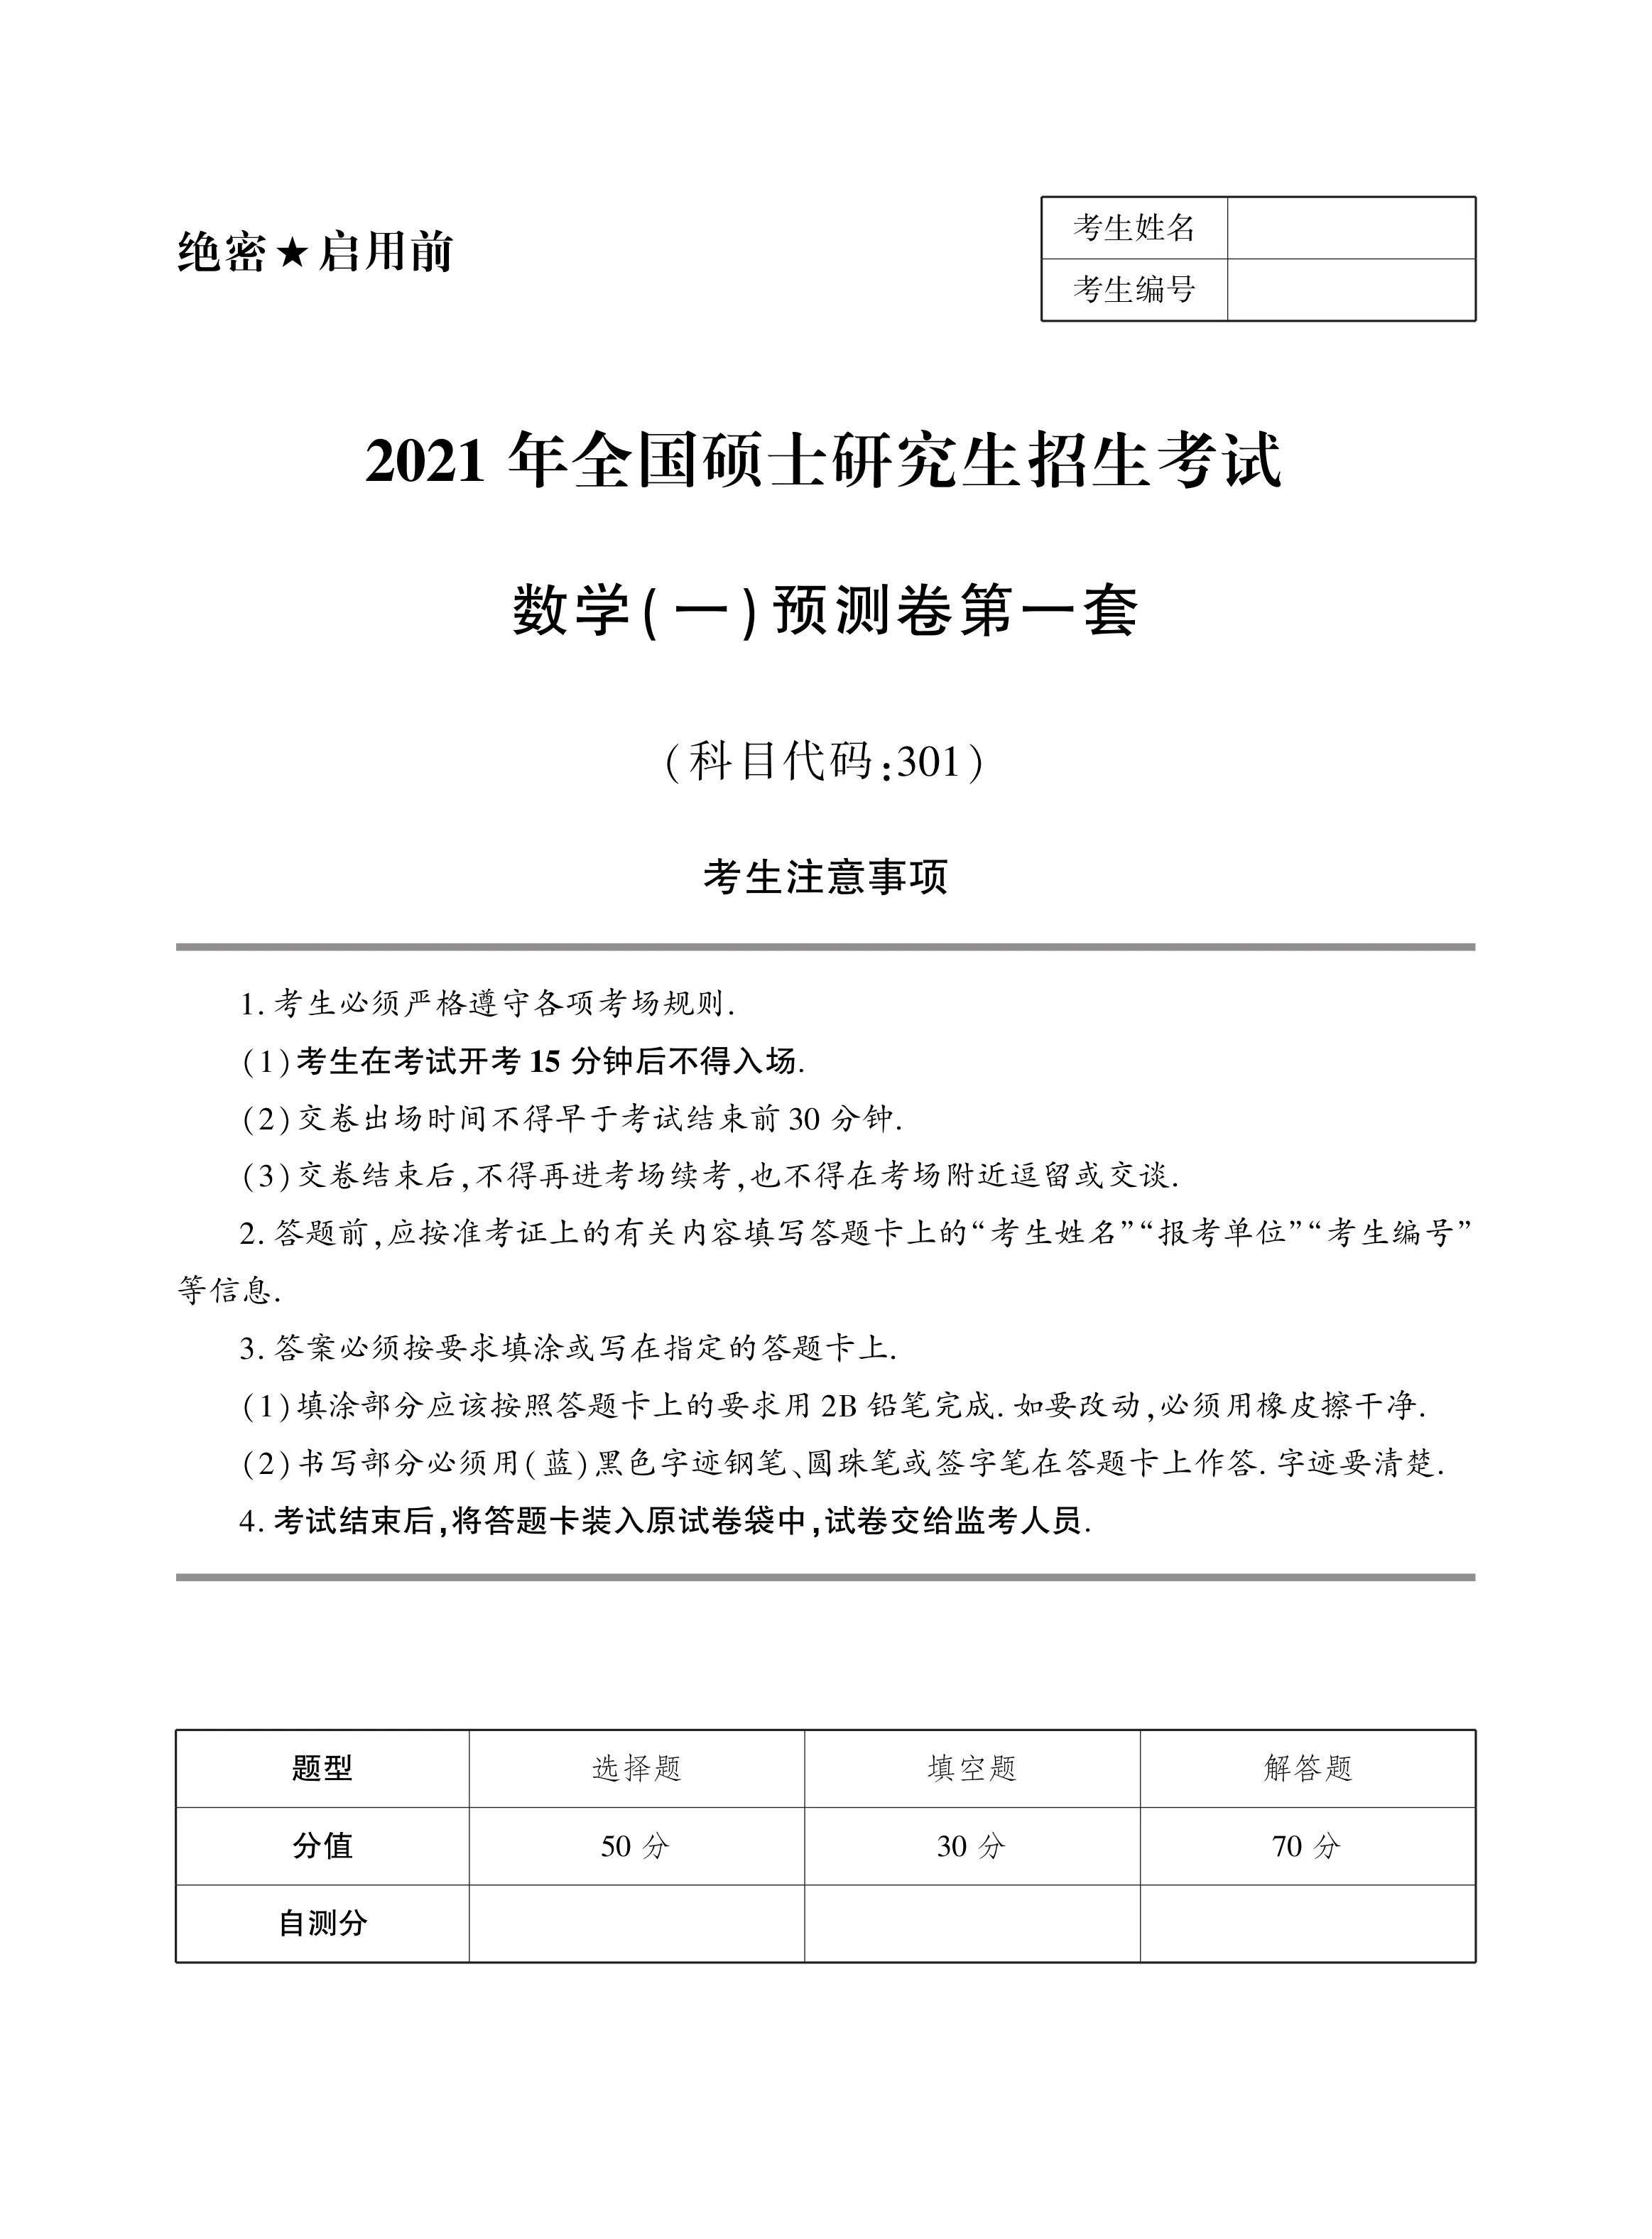 绝密★启用前
考生姓名
考生编号
2021 年全国硕士研究生招生考试
数学(一)预测卷第一套
(科目代码:301)
考生注意事项
1. 考生必须严格遵守各项考场规则.
(1)考生在考试开考 15 分钟后不得入场.
(2)交卷出场时间不得早于考试结束前 30 分钟.
(3)交卷结束后,不得再进考场续考,也不得在考场附近逗留或交谈.
2. 答题前,应按准考证上的有关内容填写答题卡上的“考生姓名”“报考单位”“考生编号”
等信息.
3. 答案必须按要求填涂或写在指定的答题卡上.
(1)填涂部分应该按照答题卡上的要求用 2B 铅笔完成. 如要改动,必须用橡皮擦干净.
(2)书写部分必须用(蓝)黑色字迹钢笔、圆珠笔或签字笔在答题卡上作答. 字迹要清楚.
4. 考试结束后,将答题卡装入原试卷袋中,试卷交给监考人员.
题型 选择题 填空题 解答题
分值 50 分 30 分 70 分
自测分